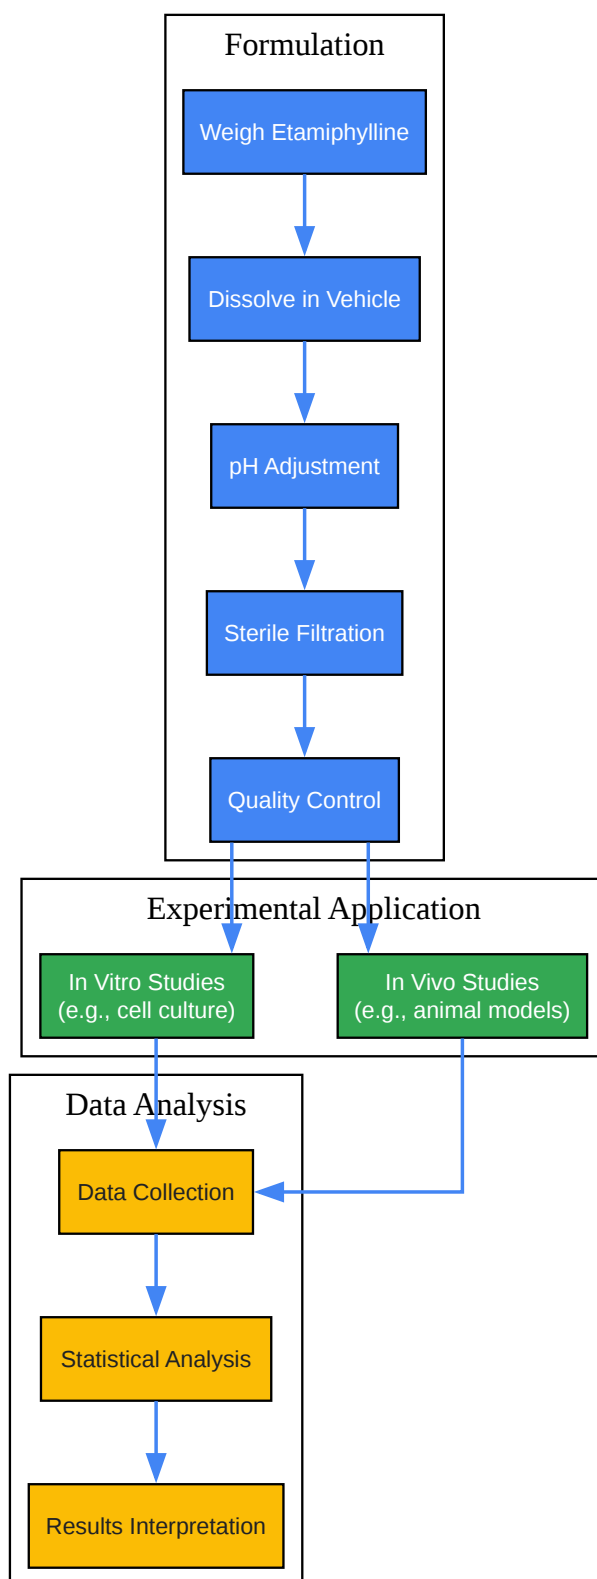 Formulation
Weigh Etamiphylline
Dissolve in Vehicle
pH Adjustment
Sterile Filtration
Quality Control
Experimental Application
In Vitro Studies
(e.g., cell culture)
In Vivo Studies
(e.g., animal models)
Data Analysis
Data Collection
Statistical Analysis
Results Interpretation